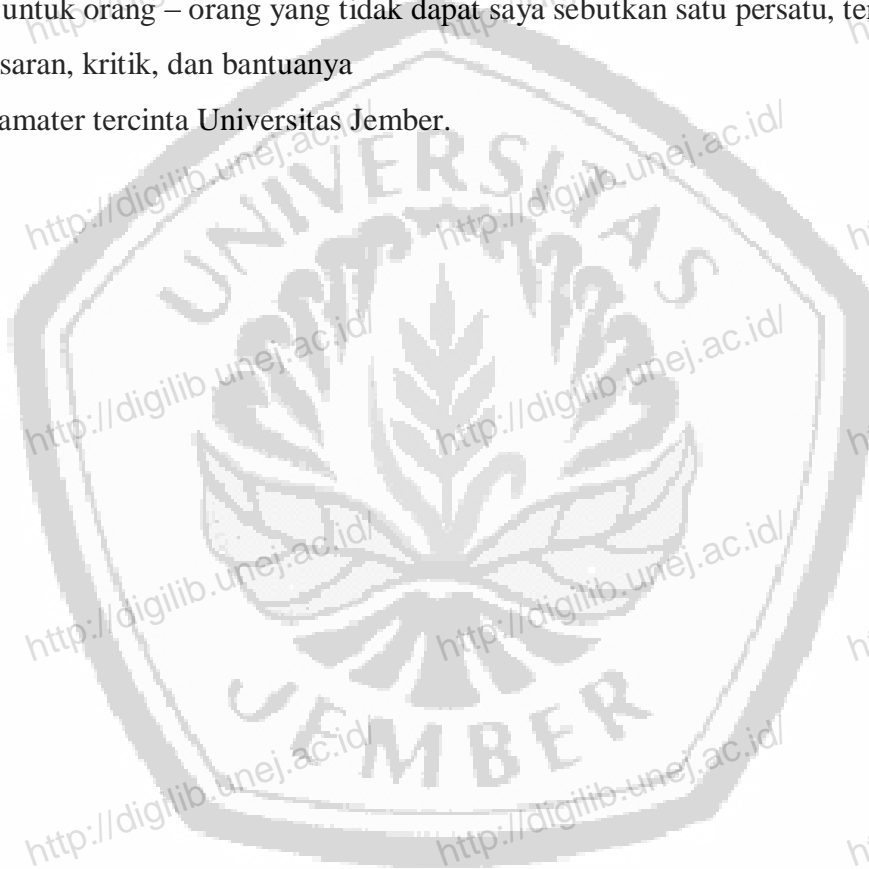 untuk orang – orang yang tidak dapat saya sebutkan satu persatu,
saran, kritik, dan bantuanya
amater tercinta Universitas Jember.
UNIVERSITAS
JEMBER
http://digilib.unej.ac.id/
http://digilib.unej.ac.id/
http://digilib.unej.ac.id/
http://digilib.unej.ac.id/
http://digilib.unej.ac.id/
http://digilib.unej.ac.id/
http://digilib.unej.ac.id/
http://digilib.unej.ac.id/